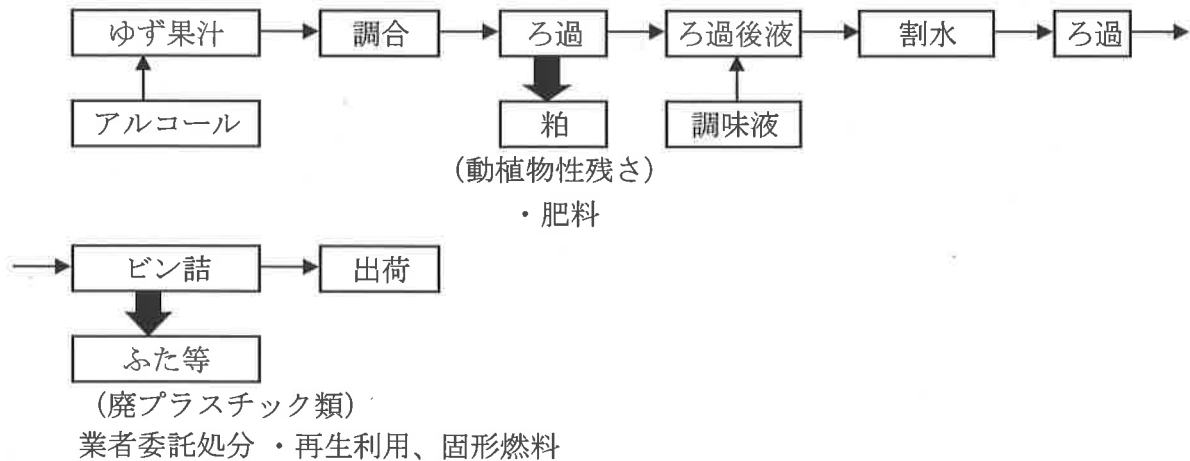 ゆず果汁 調合 ろ過 ろ過後液 割水 ろ過
アルコール 粕 調味液
(動植物性残さ)
・肥料
ビン詰 出荷
ふた等
(廃プラスチック類)
業者委託処分 ・再生利用、固形燃料